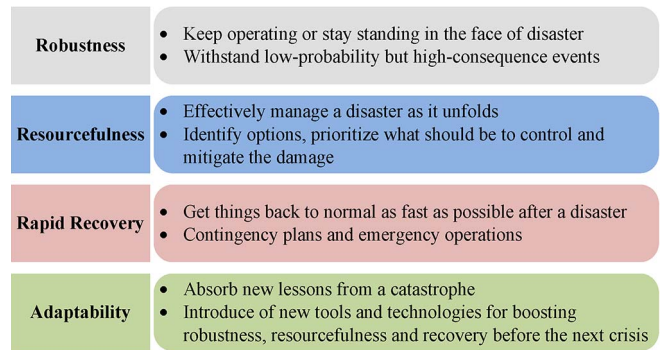 Robustness
• Keep operating or stay standing in the face of disaster
• Withstand low-probability but high-consequence events
Resourcefulness
• Effectively manage a disaster as it unfolds
• Identify options, prioritize what should be to control and
mitigate the damage
Rapid Recovery
• Get things back to normal as fast as possible after a disaster
• Contingency plans and emergency operations
Adaptability
• Absorb new lessons from a catastrophe
• Introduce of new tools and technologies for boosting
robustness, resourcefulness and recovery before the next crisis